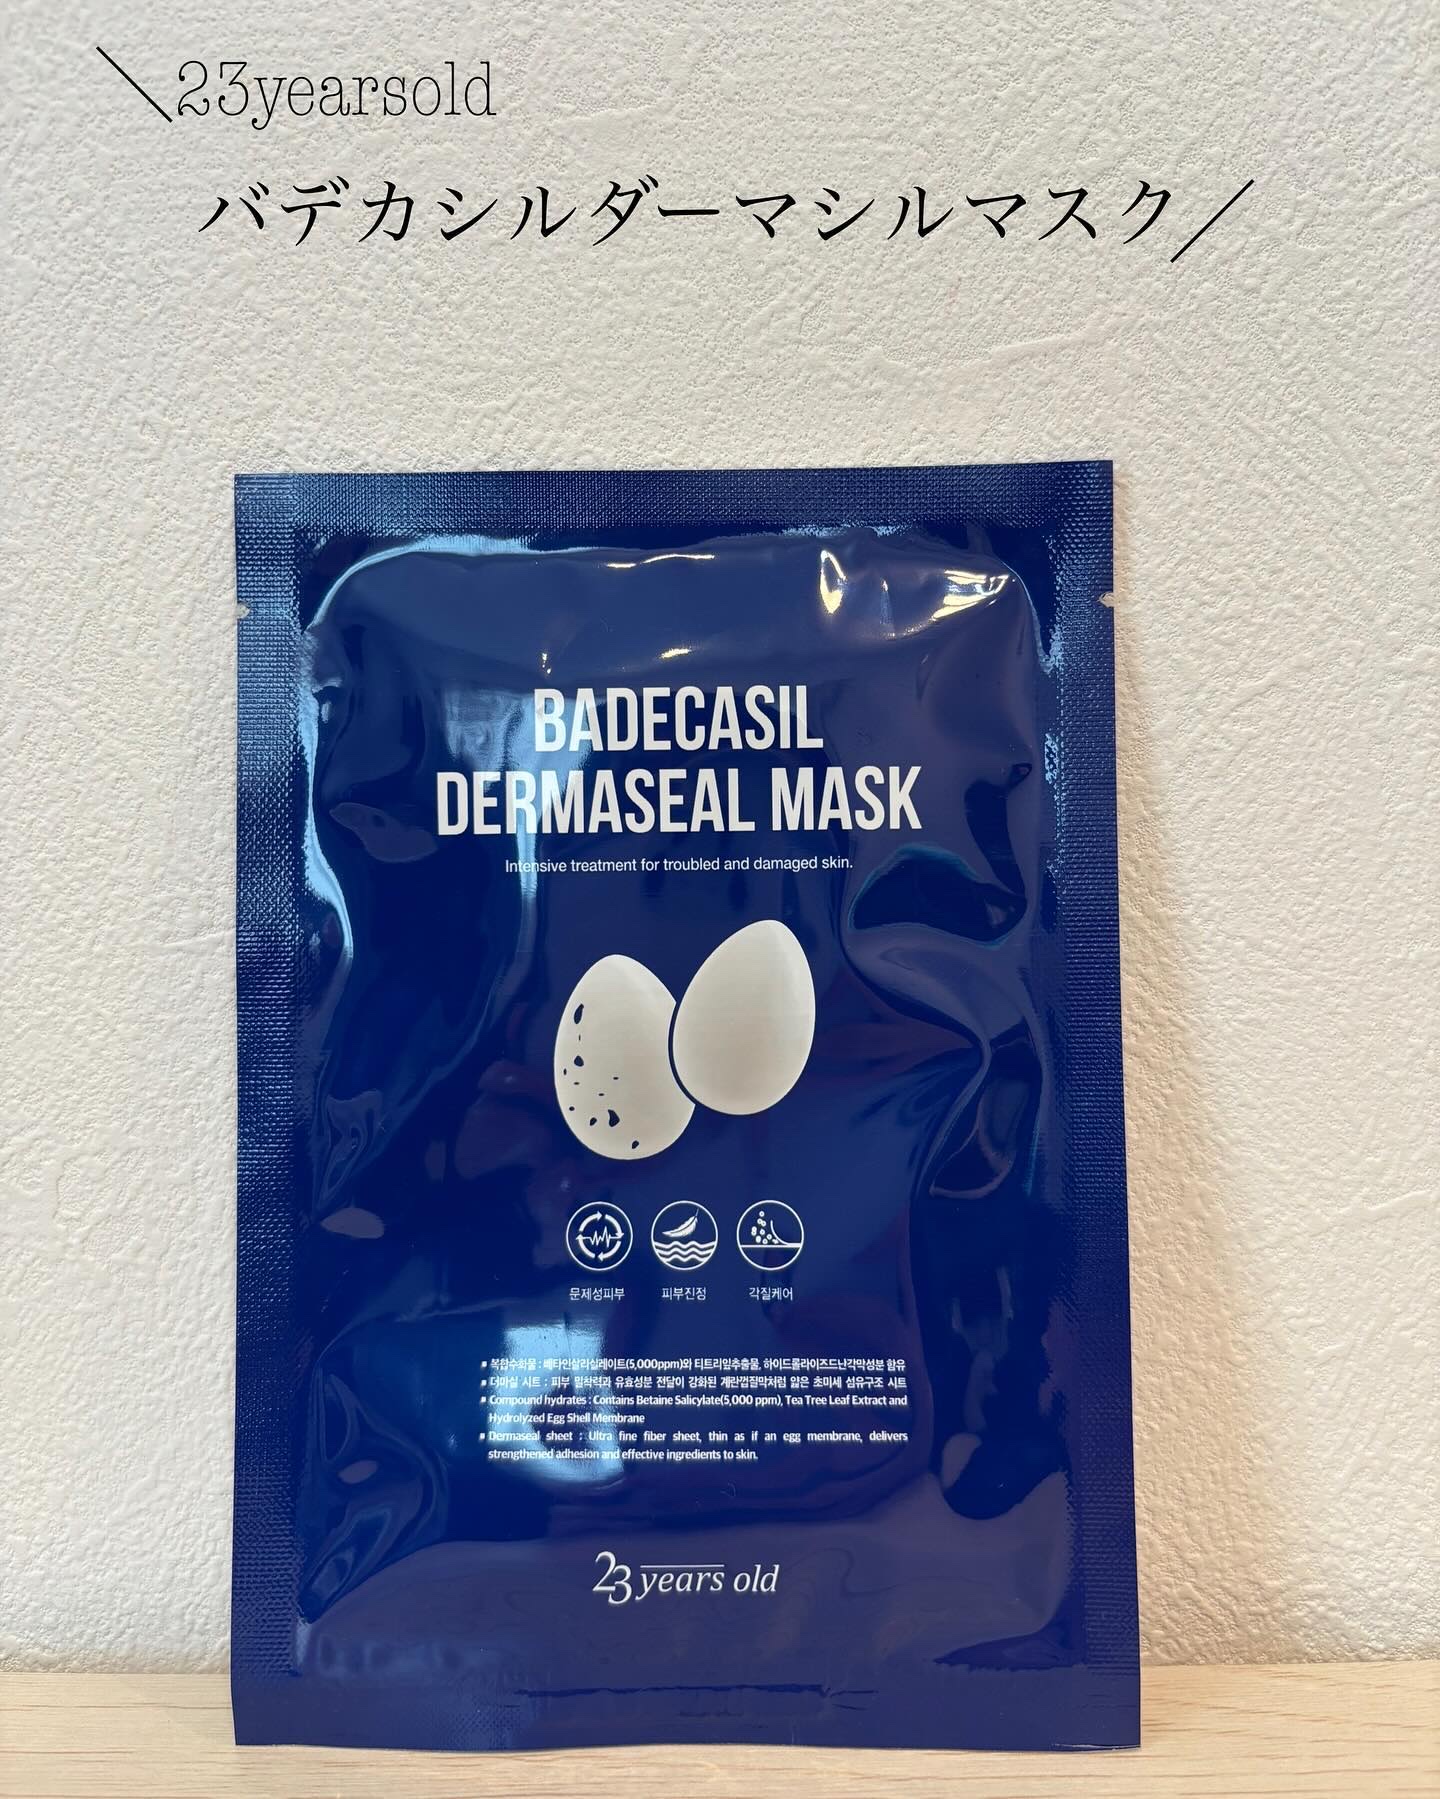 ＼23yearsold
バデカシルダーマシルマスク／
BADECASIL
DERMASEAL MASK
Intensive treatment for troubled and damaged skin.
문제성피부 피부진정 각질케어
▪ 복합수화물 : 베타인살리실레이트(5,000ppm)와 티트리잎추출물, 하이드롤라이즈드난각막성분 함유
▪ 더마실 시트 : 피부 밀착력과 유효성분 전달이 강화된 계란껍질막처럼 얇은 초미세 섬유구조 시트
▪ Compound hydrates : Contains Betaine Salicylate(5,000 ppm), Tea Tree Leaf Extract and
Hydrolyzed Egg Shell Membrane
▪ Dermaseal sheet : Ultra fine fiber sheet, thin as if an egg membrane, delivers
strengthened adhesion and effective ingredients to skin.
23 years old